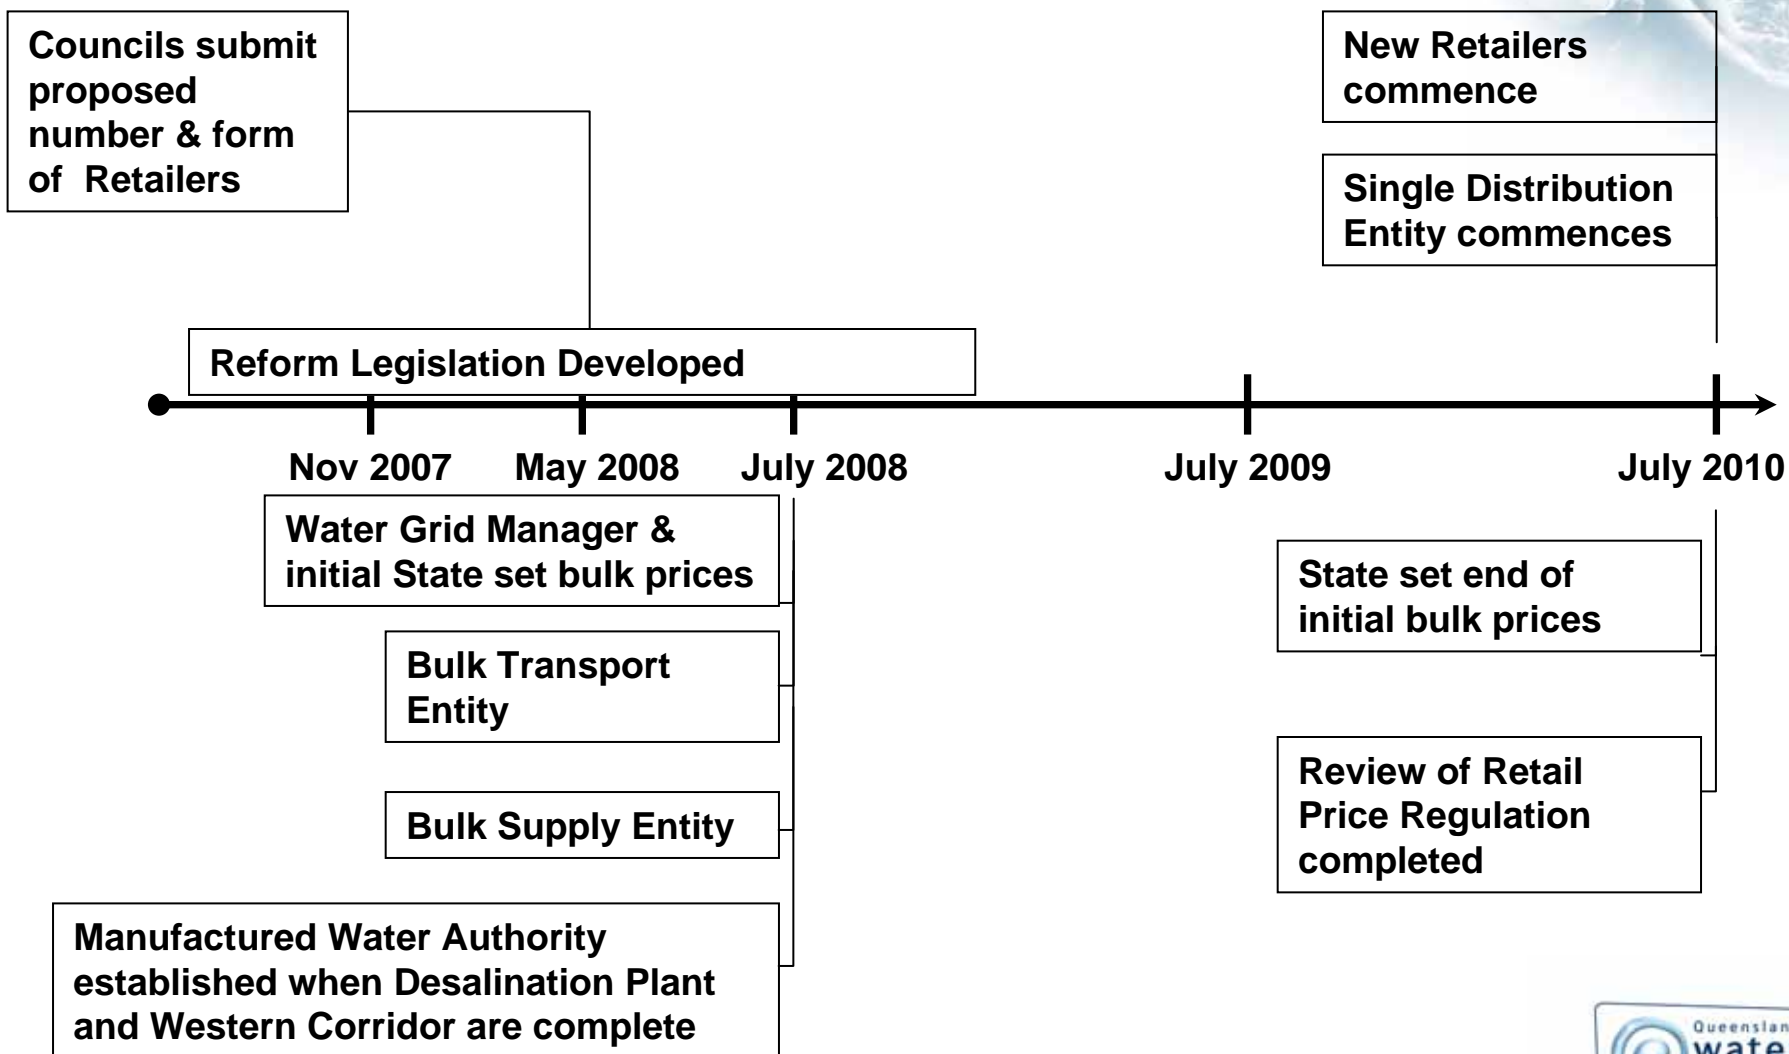 Councils submit
proposed
number & form
of Retailers
New Retailers
commence
Single Distribution
Entity commences
Reform Legislation Developed
Nov 2007
May 2008
July 2008
July 2009
July 2010
Water Grid Manager &
initial State set bulk prices
Bulk Transport
Entity
Bulk Supply Entity
Manufactured Water Authority
established when Desalination Plant
and Western Corridor are complete
State set end of
initial bulk prices
Review of Retail
Price Regulation
completed